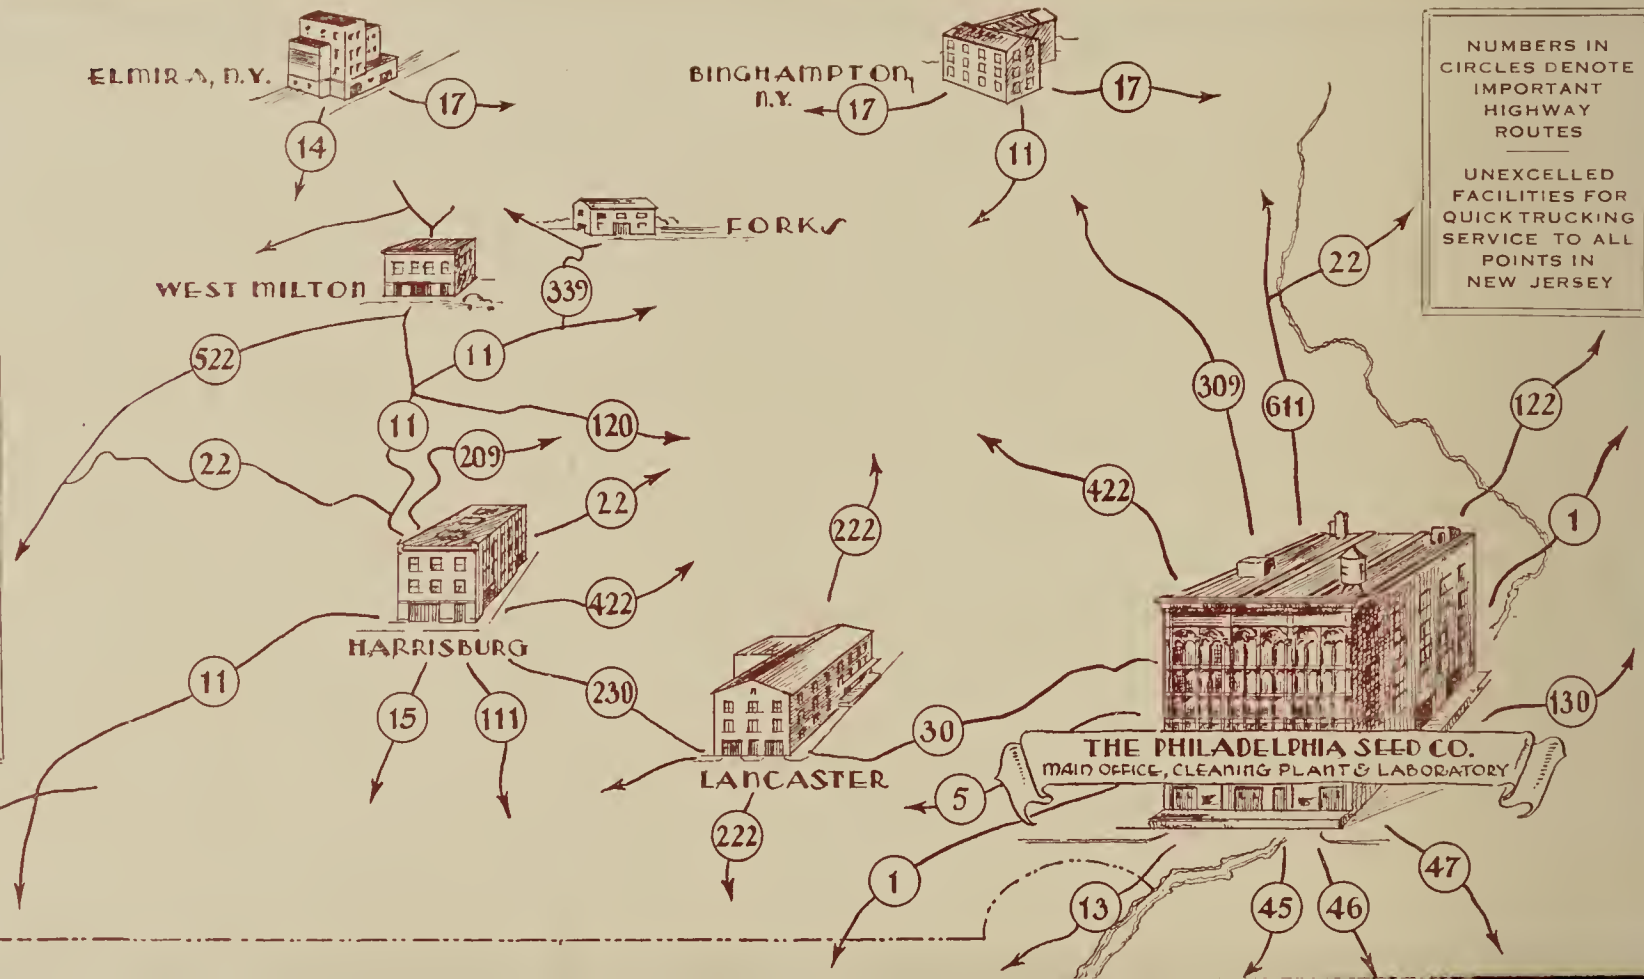 ELMIRA, N.Y.
17
14
BINGHAMPTON,
N.Y.
17
17
11
NUMBERS IN
CIRCLES DENOTE
IMPORTANT
HIGHWAY
ROUTES
UNEXCELLED
FACILITIES FOR
QUICK TRUCKING
SERVICE TO ALL
POINTS IN
NEW JERSEY
FORKS
WEST MILTON
339
22
522
11
309
611
122
11
120
209
22
22
422
222
1
422
HARRISBURG
11
230
15
111
30
130
LANCASTER
THE PHILADELPHIA SEED CO.
MAIN OFFICE, CLEANING PLANT & LABORATORY
5
222
1
13
45
46
47